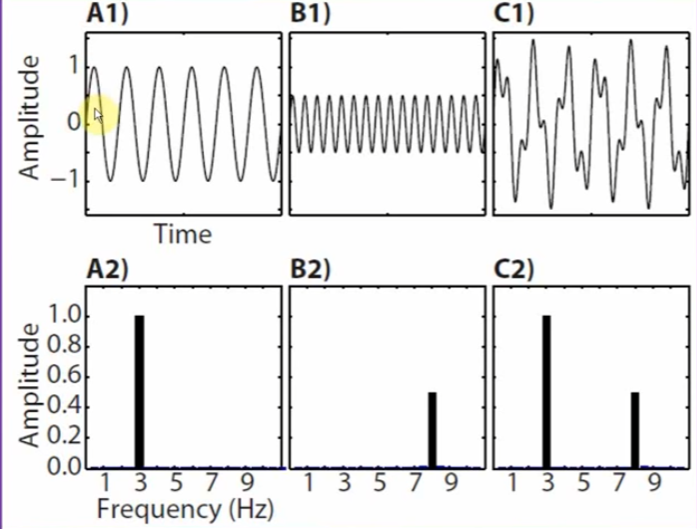 A1)
B1)
C1)
Amplitude
1
0
−1
Time
A2)
B2)
C2)
Amplitude
1.0
0.8
0.6
0.4
0.2
0.0
1 3 5 7 9
1 3 5 7 9
1 3 5 7 9
Frequency (Hz)